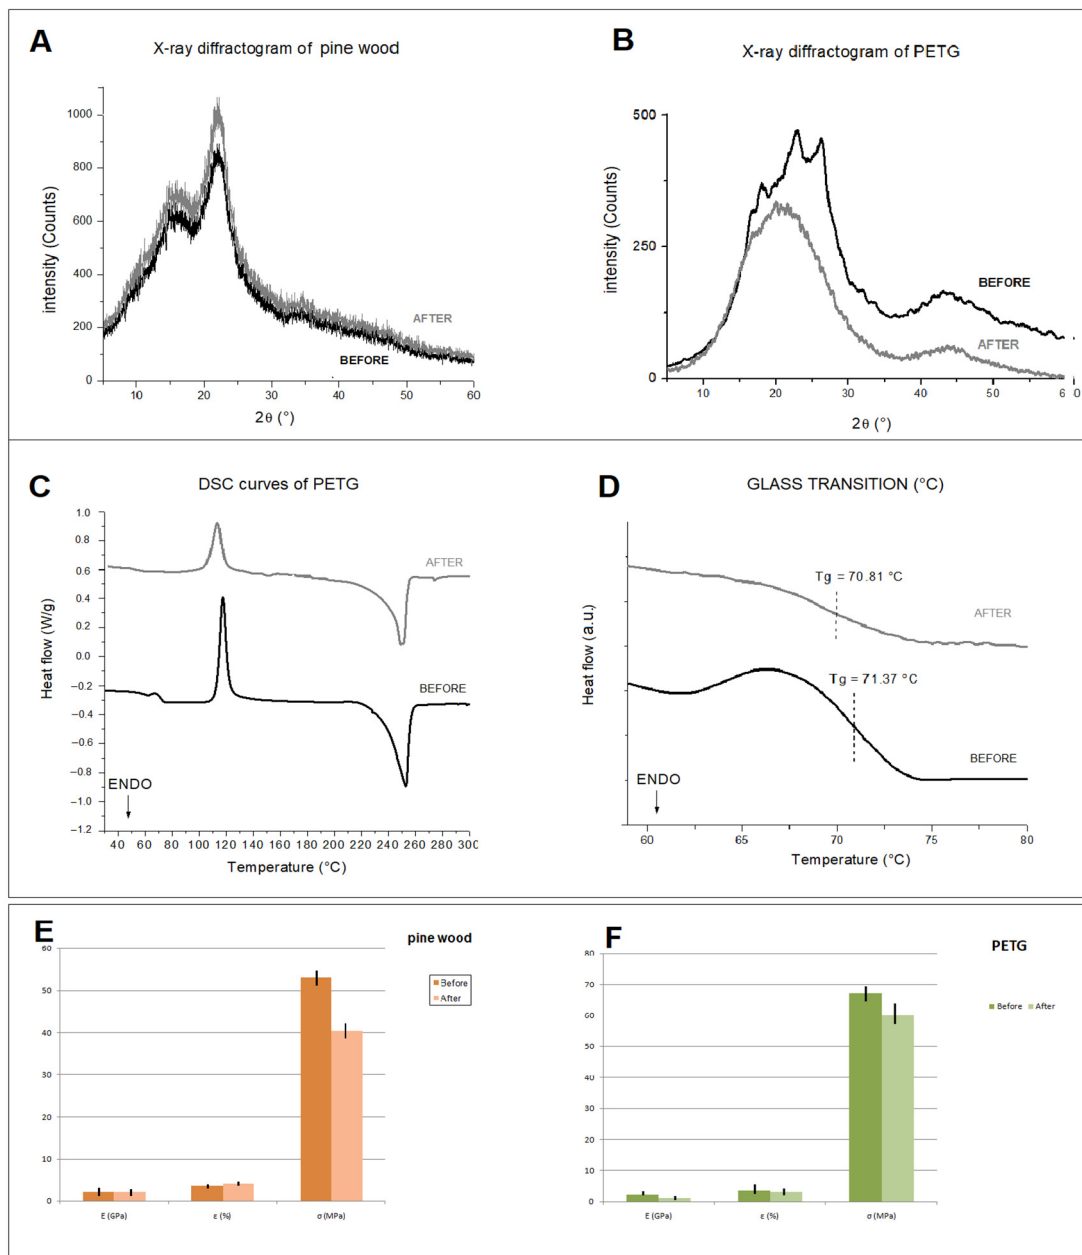 A
X-ray diffractogram of pine wood
intensity (Counts)
1000
800
600
400
200
0
10 20 30 40 50 60
2θ (°)
AFTER
BEFORE
B
X-ray diffractogram of PETG
intensity (Counts)
500
250
0
10 20 30 40 50 6 0
2θ (°)
BEFORE
AFTER
C
DSC curves of PETG
Heat flow (W/g)
1.0
0.8
0.6
0.4
0.2
0.0
−0.2
−0.4
−0.6
−0.8
−1.0
−1.2
40 60 80 100 120 140 160 180 200 220 240 260 280 300
Temperature (°C)
AFTER
BEFORE
ENDO
D
GLASS TRANSITION (°C)
Heat flow (a.u.)
Tg = 70.81 °C
AFTER
Tg = 71.37 °C
BEFORE
ENDO
60 65 70 75 80
Temperature (°C)
E
pine wood
60
50
40
30
20
10
0
Before
After
E (GPa) ε (%) σ (MPa)
F
PETG
80
70
60
50
40
30
20
10
0
Before After
E (GPa) ε (%) σ (MPa)